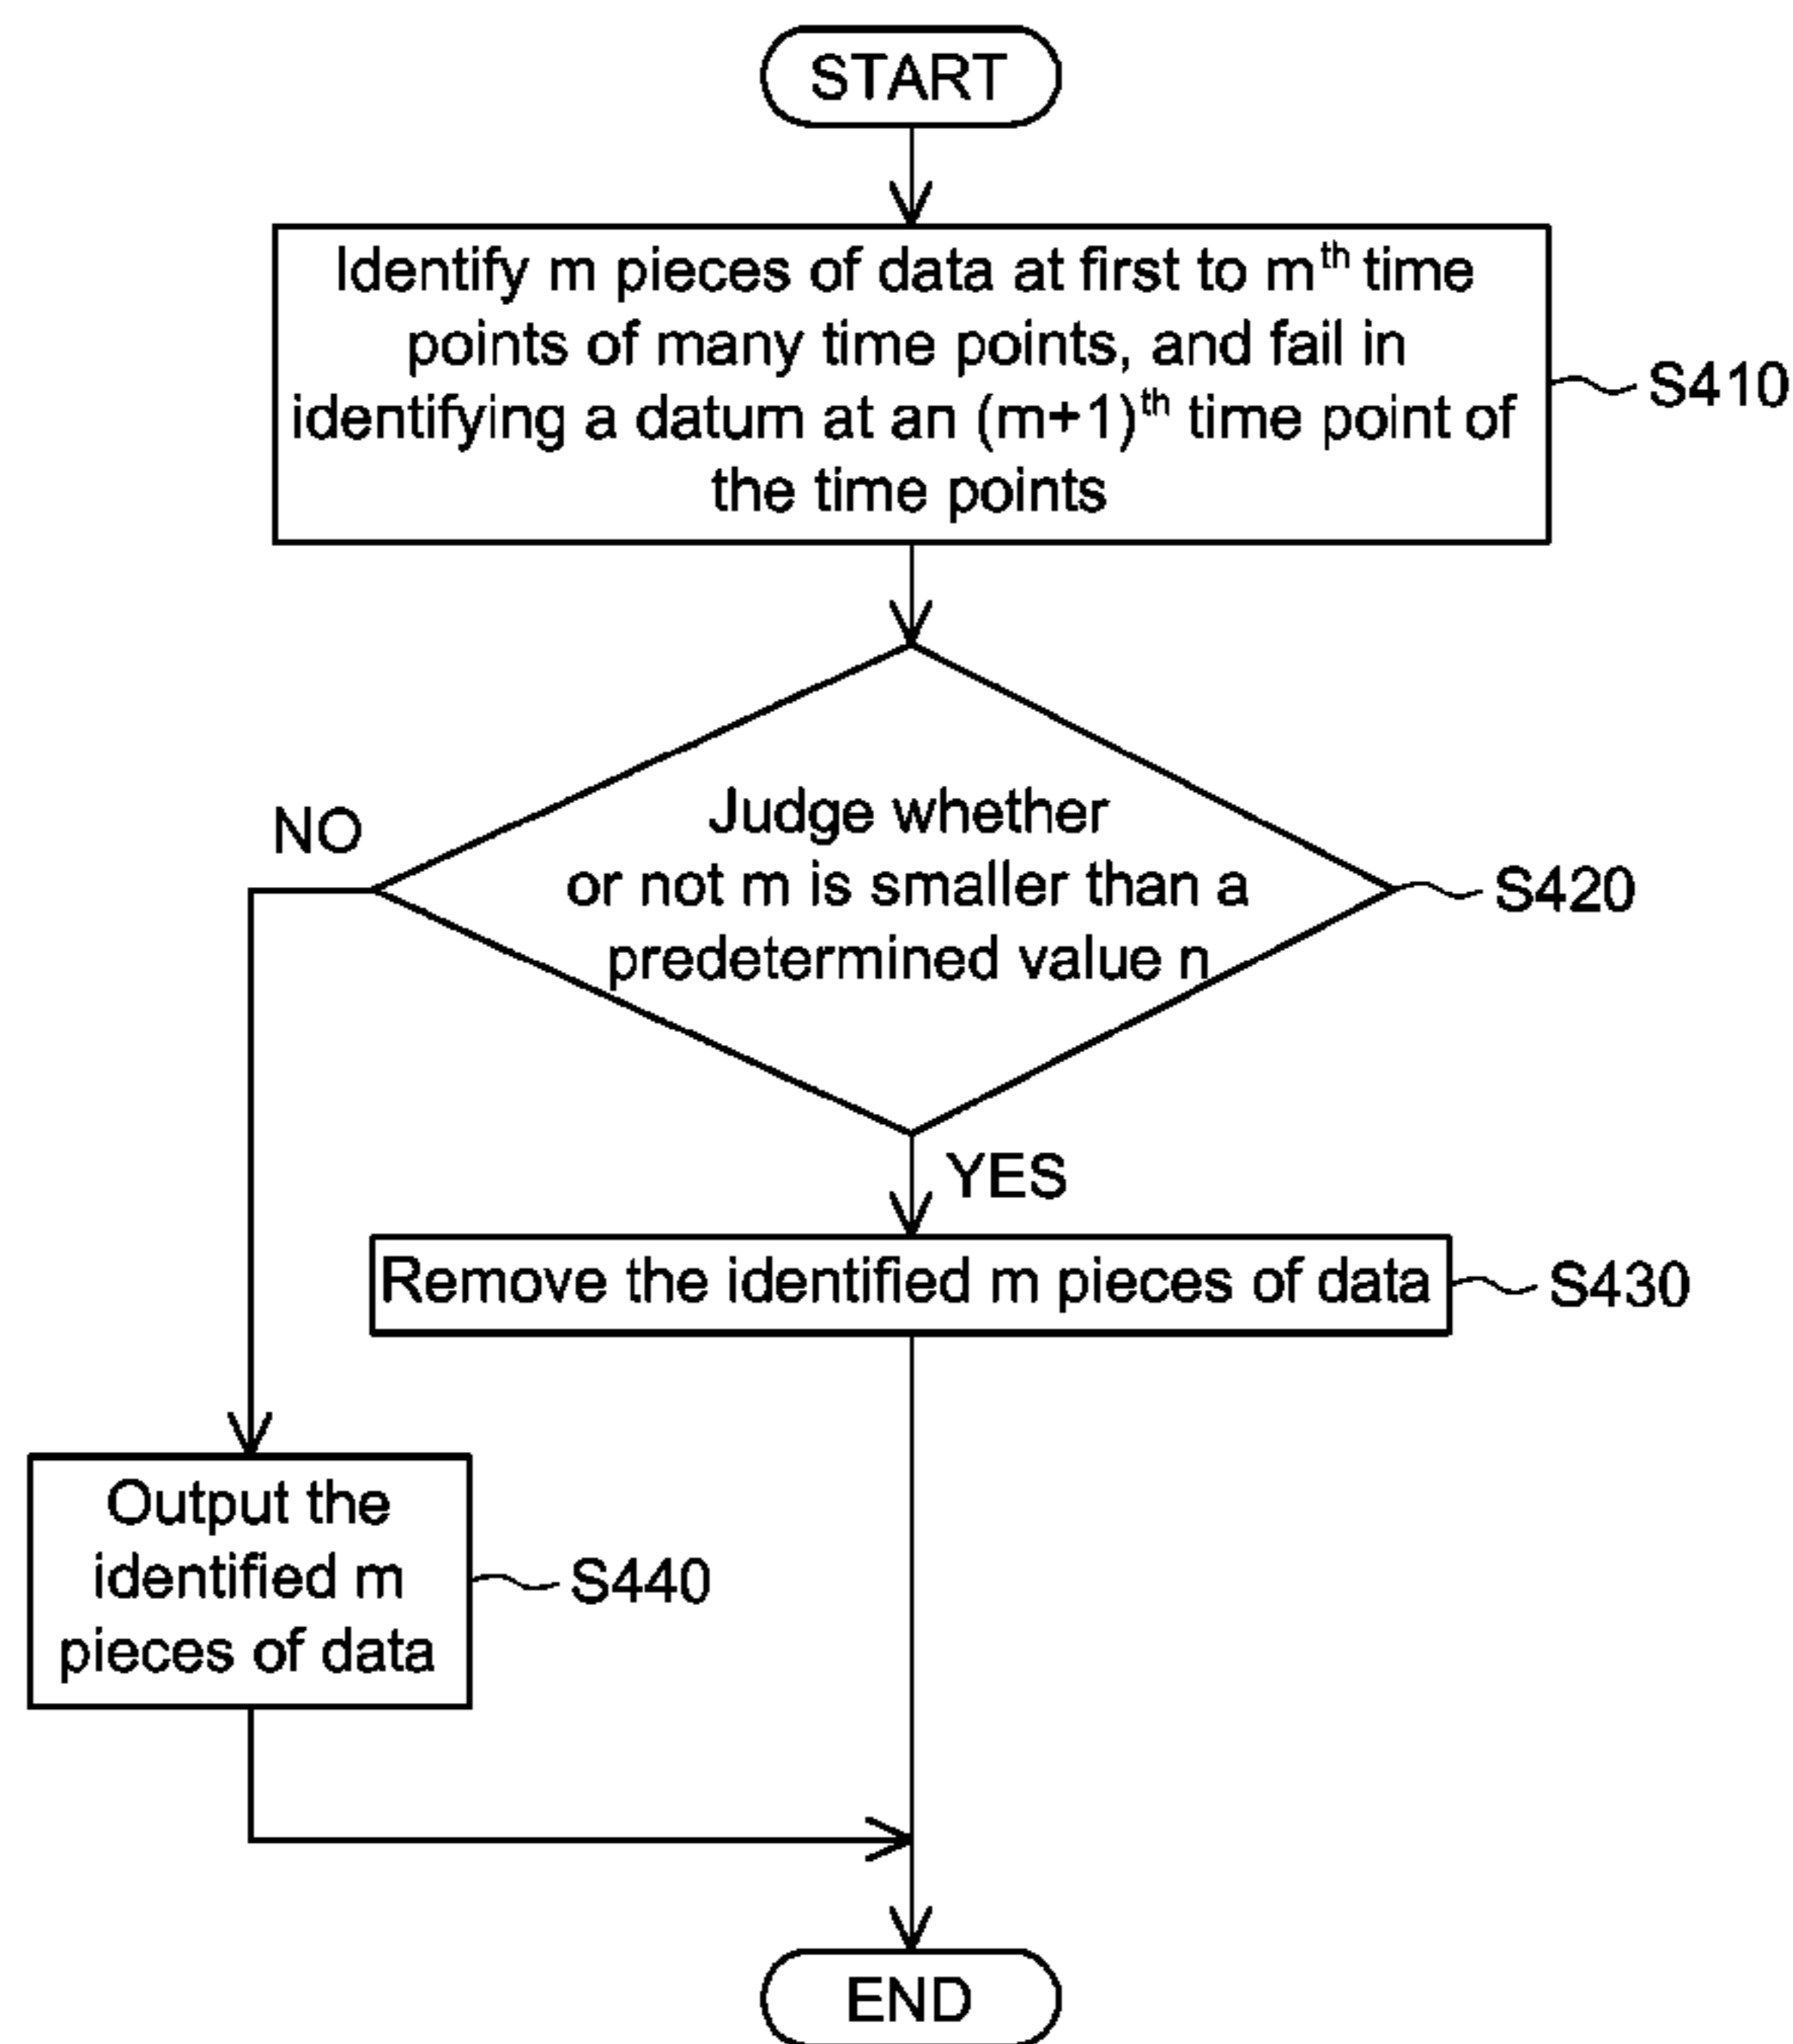 START
Identify m pieces of data at first to mth time
points of many time points, and fail in
identifying a datum at an (m+1)th time point of
the time points
S410
Judge whether
or not m is smaller than a
predetermined value n
S420
NO
YES
Remove the identified m pieces of data
S430
Output the
identified m
pieces of data
S440
END